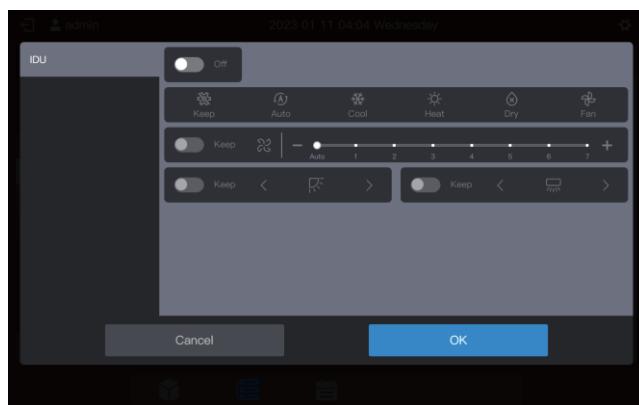 admin 2023 01 11 04:04 Wednesday
IDU
Off
Keep Auto Cool Heat Dry Fan
Keep
Auto 1 2 3 4 5 6 7
Keep Keep
Cancel OK